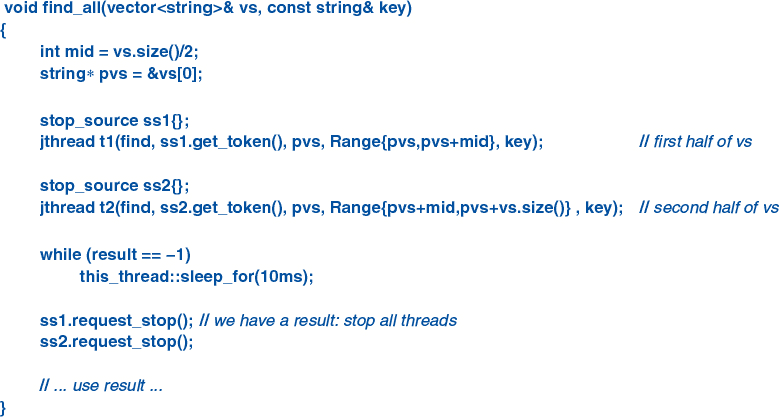 void find_all(vector<string>& vs, const string& key)
{
int mid = vs.size()/2;
string* pvs = &vs[0];
stop_source ss1{};
jthread t1(find, ss1.get_token(), pvs, Range{pvs,pvs+mid}, key); // first half of vs
stop_source ss2{};
jthread t2(find, ss2.get_token(), pvs, Range{pvs+mid,pvs+vs.size()} , key); // second half of vs
while (result == −1)
this_thread::sleep_for(10ms);
ss1.request_stop(); // we have a result: stop all threads
ss2.request_stop();
// ... use result ...
}